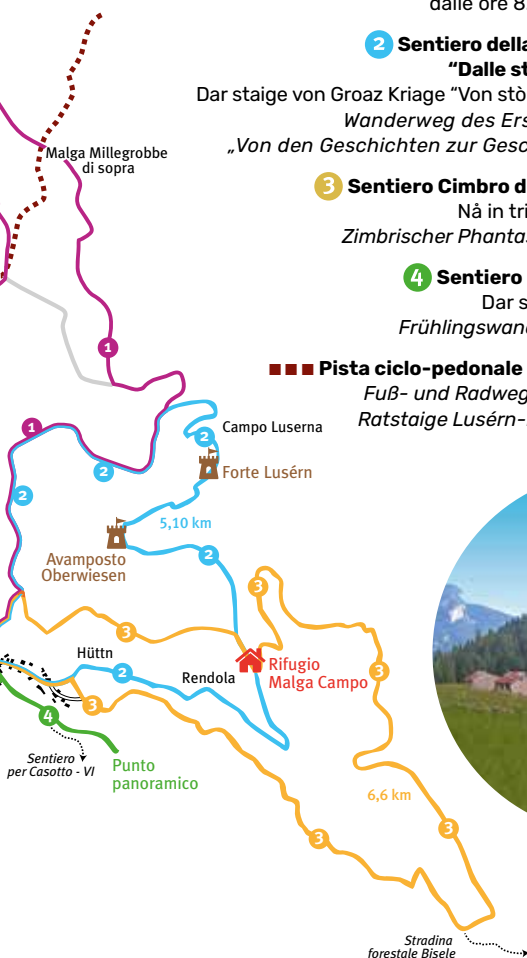 dalle ore 8
2 Sentiero della
“Dalle st
Dar staige von Groaz Kriage “Von stò
Wanderweg des Ers
„Von den Geschichten zur Gesc
3 Sentiero Cimbro d
Nå in tri
Zimbrischer Phantas
4 Sentiero
Dar s
Frühlingswand
Pista ciclo-pedonale
Fuß- und Radweg
Ratstaige Lusérn-
Malga Millegrobbe
di sopra
1
1
2
2
2
Campo Luserna
Forte Lusérn
5,10 km
Avamposto
Oberwiesen
2
3
3
Hüttn
2
Rendola
Rifugio
Malga Campo
3
3
4
Sentiero
per Casotto - VI
Punto
panoramico
6,6 km
3
3
Stradina
forestale Bisele